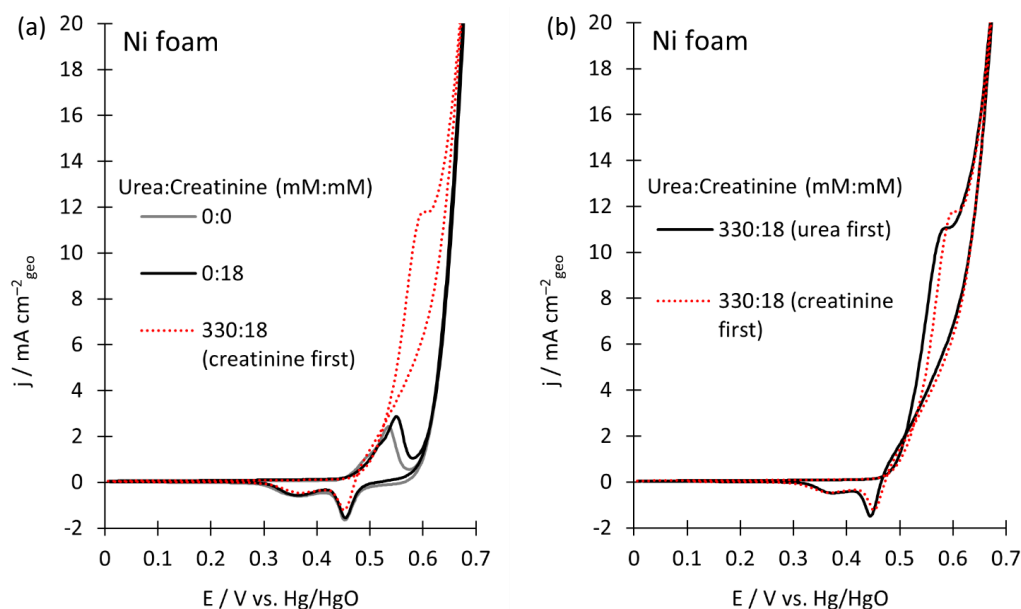 (a)
Ni foam
20
18
16
14
12
10
8
6
4
2
0
-2
j / mA cm⁻²geo
Urea:Creatinine (mM:mM)
0:0
0:18
330:18
(creatinine first)
0 0.1 0.2 0.3 0.4 0.5 0.6 0.7
E / V vs. Hg/HgO
(b)
Ni foam
20
18
16
14
12
10
8
6
4
2
0
-2
j / mA cm⁻²geo
Urea:Creatinine (mM:mM)
330:18 (urea first)
330:18 (creatinine
first)
0 0.1 0.2 0.3 0.4 0.5 0.6 0.7
E / V vs. Hg/HgO